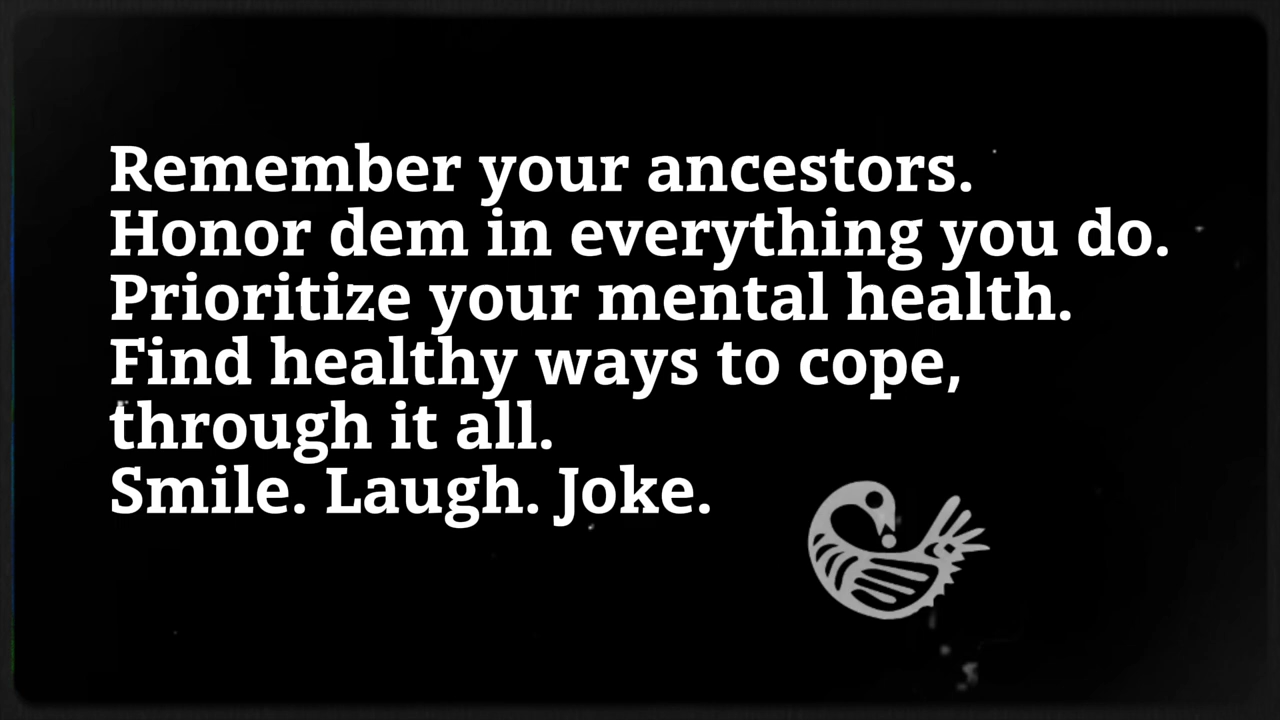 Remember your ancestors.
Honor dem in everything you do.
Prioritize your mental health.
Find healthy ways to cope,
through it all.
Smile. Laugh. Joke.